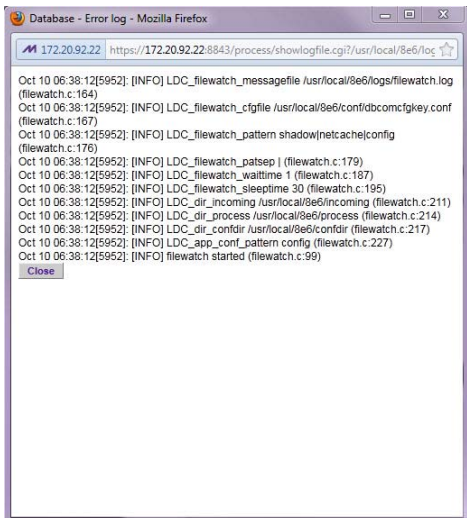 Database - Error log - Mozilla Firefox
172.20.92.22 https://172.20.92.22:8843/process/showlogfile.cgi?/usr/local/8e6/log
Oct 10 06:38:12[5952]: [INFO] LDC_filewatch_messagefile /usr/local/8e6/logs/filewatch.log
(filewatch.c:164)
Oct 10 06:38:12[5952]: [INFO] LDC_filewatch_cfgfile /usr/local/8e6/conf/dbcomcfgkey.conf
(filewatch.c:167)
Oct 10 06:38:12[5952]: [INFO] LDC_filewatch_pattern shadow|netcache|config
(filewatch.c:176)
Oct 10 06:38:12[5952]: [INFO] LDC_filewatch_patsep | (filewatch.c:179)
Oct 10 06:38:12[5952]: [INFO] LDC_filewatch_waittime 1 (filewatch.c:187)
Oct 10 06:38:12[5952]: [INFO] LDC_filewatch_sleeptime 30 (filewatch.c:195)
Oct 10 06:38:12[5952]: [INFO] LDC_dir_incoming /usr/local/8e6/incoming (filewatch.c:211)
Oct 10 06:38:12[5952]: [INFO] LDC_dir_process /usr/local/8e6/process (filewatch.c:214)
Oct 10 06:38:12[5952]: [INFO] LDC_dir_confdir /usr/local/8e6/confdir (filewatch.c:217)
Oct 10 06:38:12[5952]: [INFO] LDC_app_conf_pattern config (filewatch.c:227)
Oct 10 06:38:12[5952]: [INFO] filewatch started (filewatch.c:99)
Close